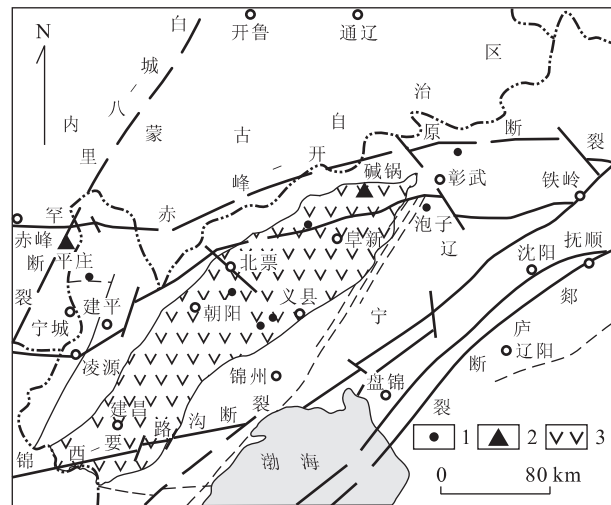 N
白
城
八
里
罕
断
裂
开鲁
通辽
内
蒙
古
自
治
区
赤
峰
开
原
断
裂
碱锅
彰武
铁岭
泡子
赤峰
平庄
阜新
北票
辽
宁
沈阳
抚顺
建平
宁城
朝阳
义县
凌源
郯
庐
断
裂
辽阳
锦州
盘锦
建昌
锦
西
要
路
沟
断
裂
渤海
1
2
3
0
80 km